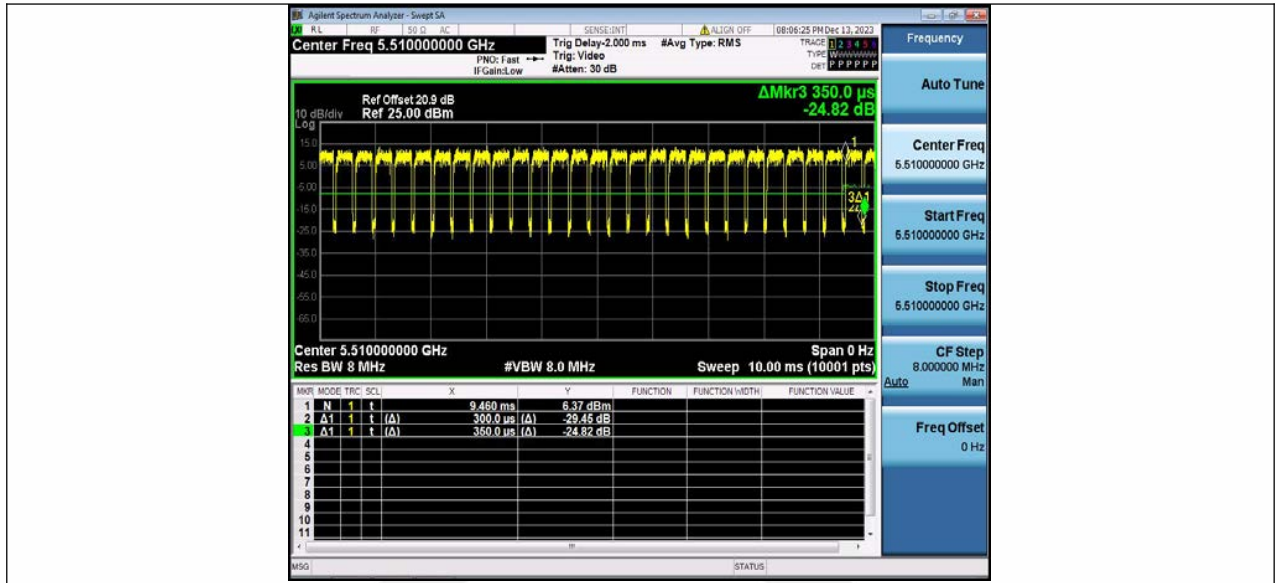 Agilent Spectrum Analyzer - Swept SA
RL RF 50 Ω AC SENSE:INT ALIGN OFF 08:06:25 PM Dec 13, 2023
Center Freq 5.510000000 GHz
PNO: Fast
IFGain:Low
Trig Delay-2.000 ms
Trig: Video
#Atten: 30 dB
#Avg Type: RMS
TRACE 1 2 3 4 5 6
TYPE W
DET P P P P P P
ΔMkr3 350.0 µs
-24.82 dB
Ref Offset 20.9 dB
10 dB/div Ref 25.00 dBm
Log
15.0
5.00
-5.00
-15.0
-25.0
-35.0
-45.0
-55.0
-65.0
1
3Δ1
Center 5.510000000 GHz Span 0 Hz
Res BW 8 MHz #VBW 8.0 MHz Sweep 10.00 ms (10001 pts)
MKR MODE TRC SCL X Y FUNCTION FUNCTION WIDTH FUNCTION VALUE
1 N 1 t 9.460 ms 6.37 dBm
2 Δ1 1 t (Δ) 300.0 µs (Δ) -29.45 dB
3 Δ1 1 t (Δ) 350.0 µs (Δ) -24.82 dB
4
5
6
7
8
9
10
11
MSG STATUS
Frequency
Auto Tune
Center Freq
5.510000000 GHz
Start Freq
5.510000000 GHz
Stop Freq
5.510000000 GHz
CF Step
8.000000 MHz
Auto Man
Freq Offset
0 Hz